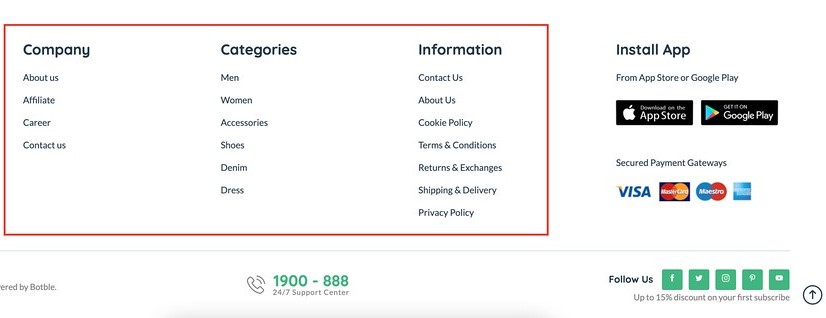 Company
About us
Affiliate
Career
Contact us
Categories
Men
Women
Accessories
Shoes
Denim
Dress
Information
Contact Us
About Us
Cookie Policy
Terms & Conditions
Returns & Exchanges
Shipping & Delivery
Privacy Policy
Install App
From App Store or Google Play
Download on the
App Store
GET IT ON
Google Play
Secured Payment Gateways
VISA MasterCard Maestro
by Botble.
1900 - 888
24/7 Support Center
Follow Us
Up to 15% discount on your first subscribe